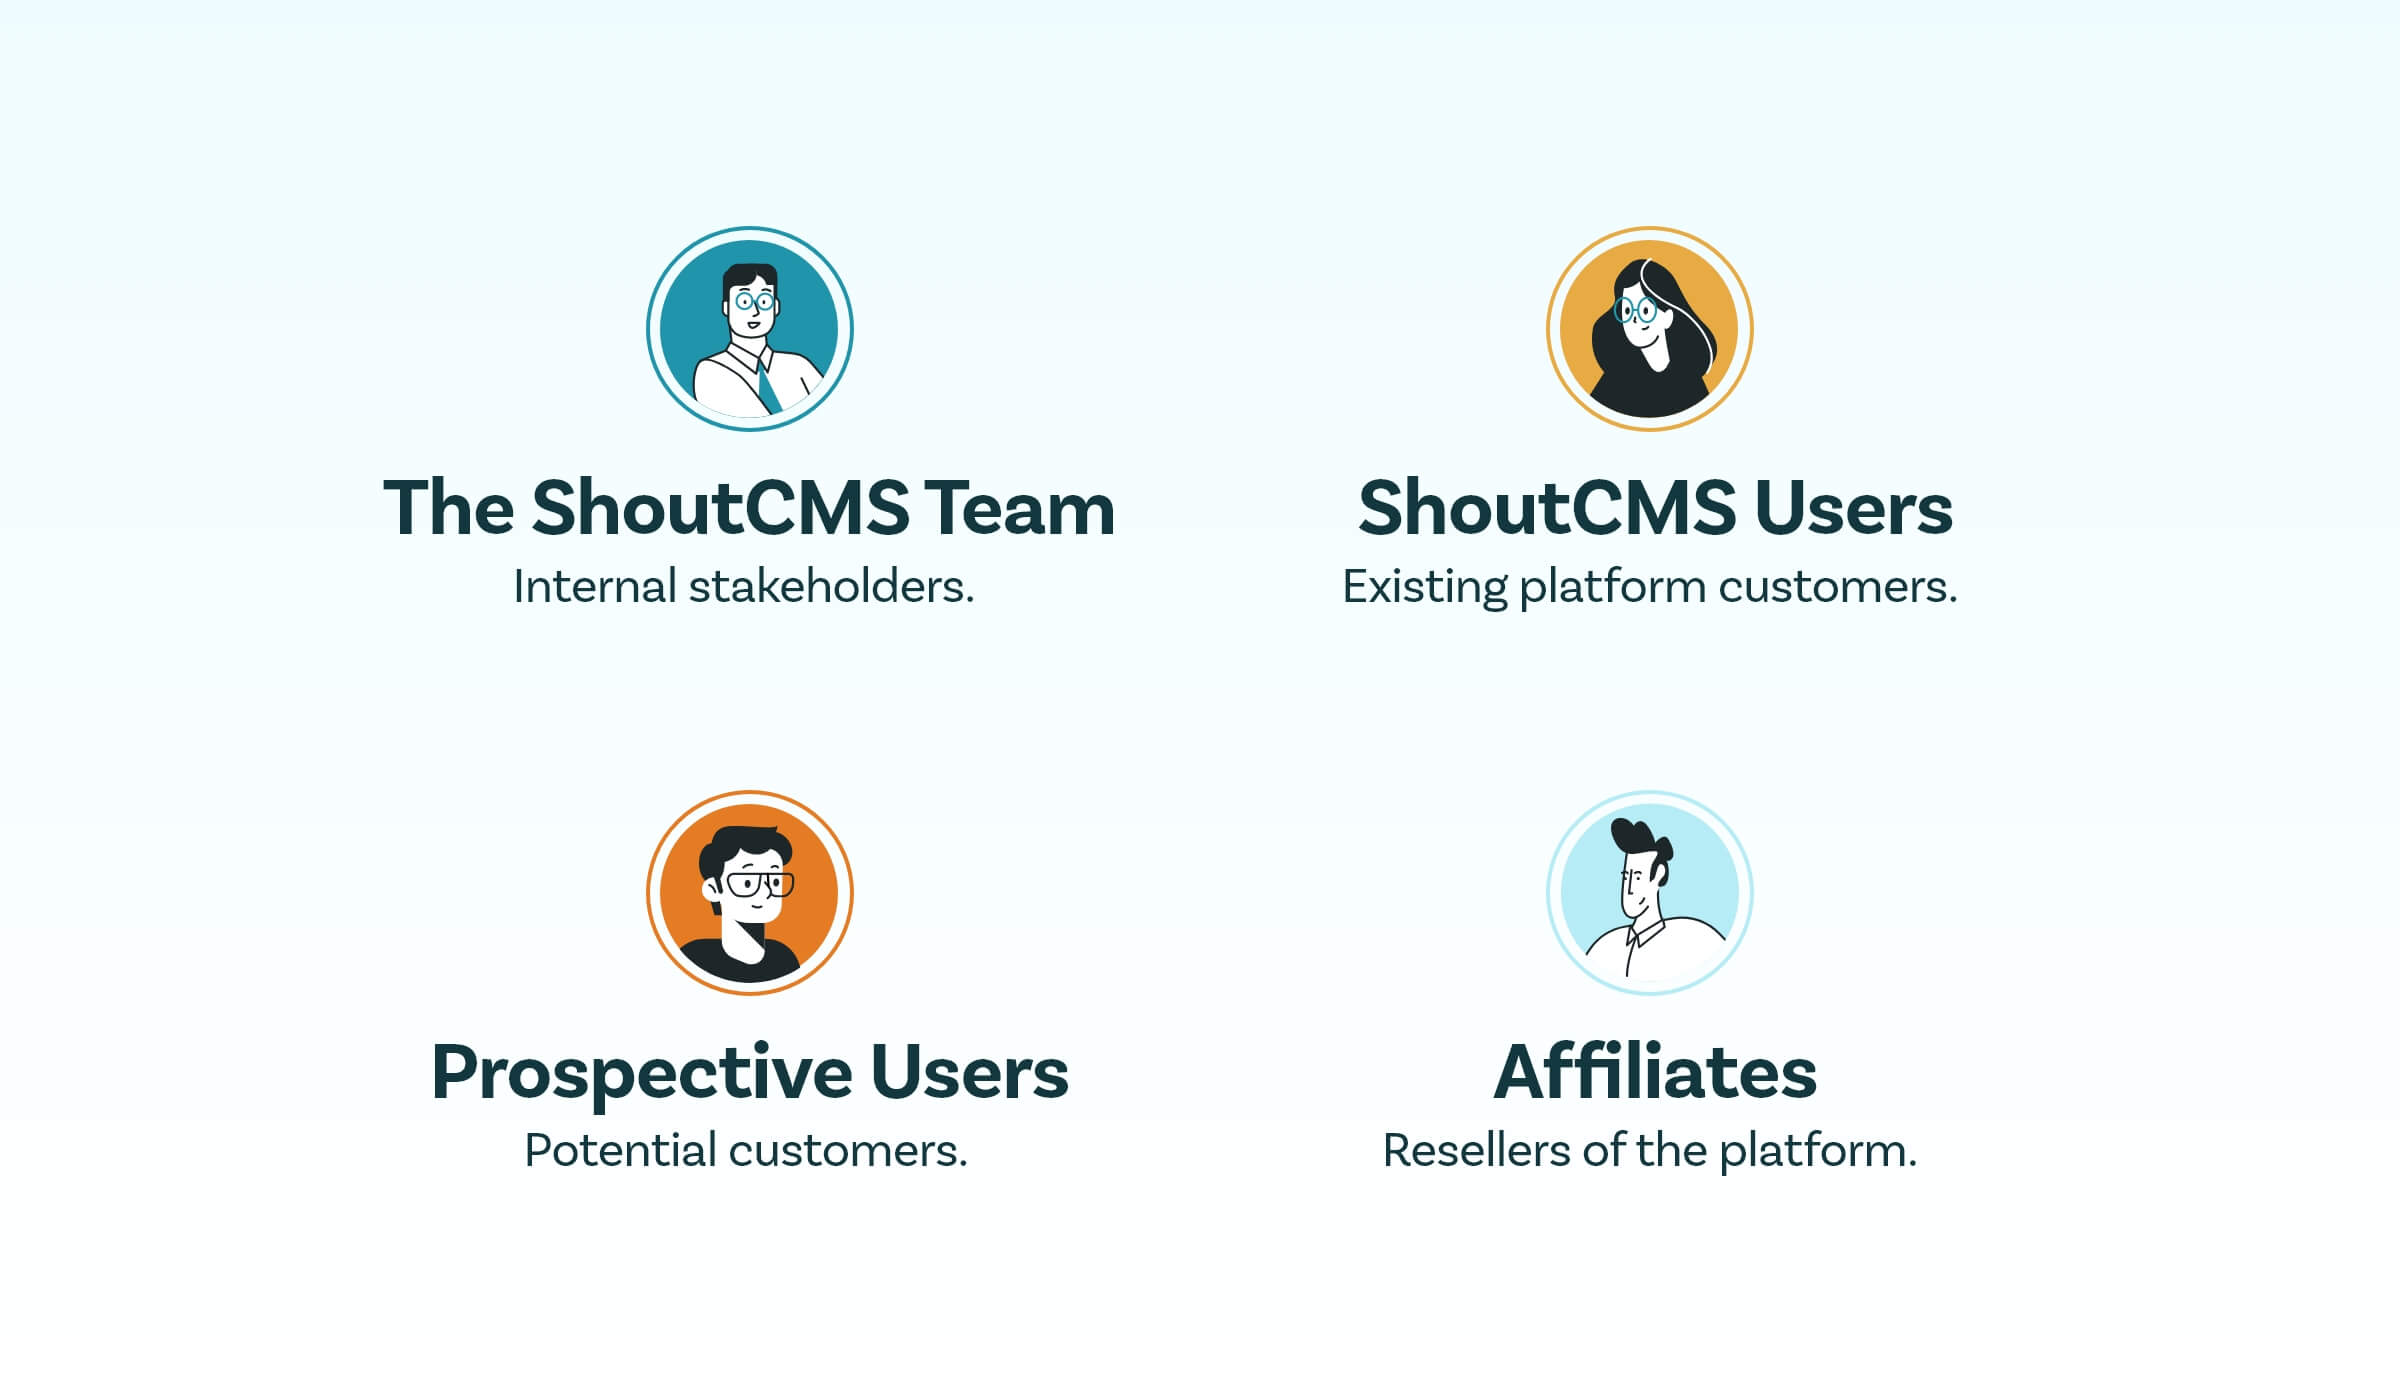 The ShoutCMS Team
Internal stakeholders.
ShoutCMS Users
Existing platform customers.
Prospective Users
Potential customers.
Affiliates
Resellers of the platform.